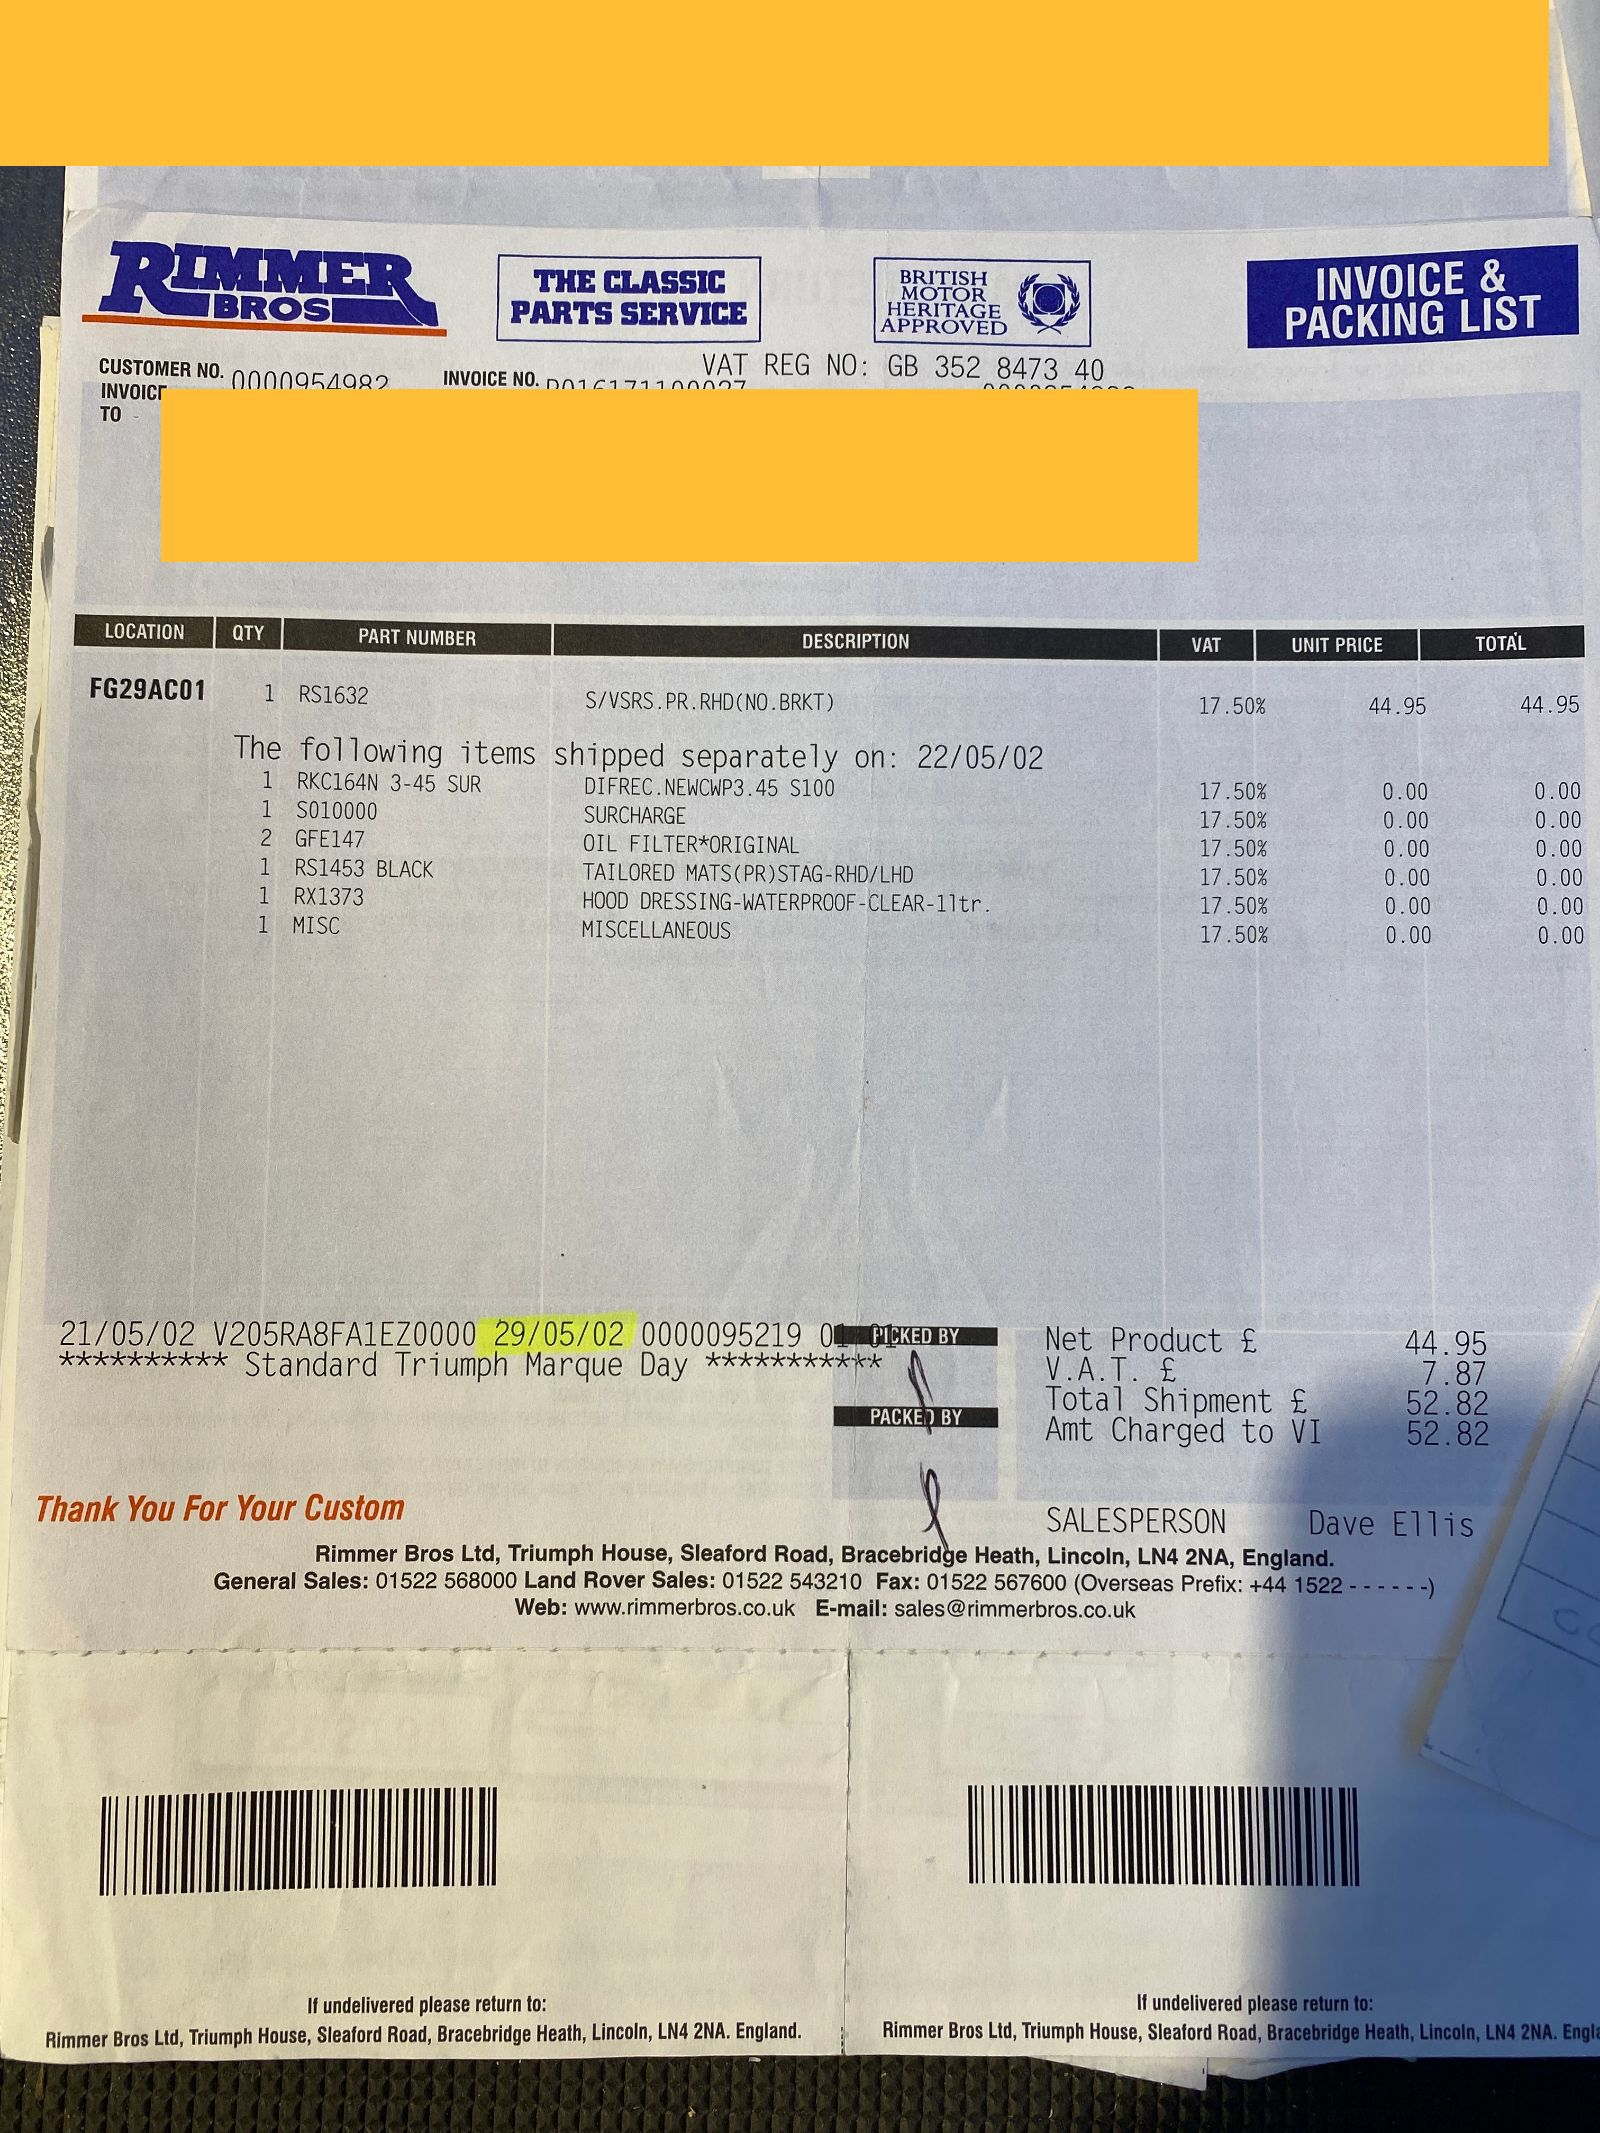 RIMMER BROS
THE CLASSIC PARTS SERVICE
BRITISH MOTOR HERITAGE APPROVED
INVOICE & PACKING LIST
VAT REG NO: GB 352 8473 40
CUSTOMER NO. 0000954982 INVOICE NO.
INVOICE
TO
LOCATION QTY PART NUMBER DESCRIPTION VAT UNIT PRICE TOTAL
FG29AC01 1 RS1632 S/VSRS.PR.RHD(NO.BRKT) 17.50% 44.95 44.95
The following items shipped separately on: 22/05/02
1 RKC164N 3-45 SUR DIFREC.NEWCWP3.45 S100 17.50% 0.00 0.00
1 S010000 SURCHARGE 17.50% 0.00 0.00
2 GFE147 OIL FILTER*ORIGINAL 17.50% 0.00 0.00
1 RS1453 BLACK TAILORED MATS(PR)STAG-RHD/LHD 17.50% 0.00 0.00
1 RX1373 HOOD DRESSING-WATERPROOF-CLEAR-1ltr. 17.50% 0.00 0.00
1 MISC MISCELLANEOUS 17.50% 0.00 0.00
21/05/02 V205RA8FA1EZ0000 29/05/02 0000095219 01 01 PICKED BY
********** Standard Triumph Marque Day ***********
PACKED BY
Net Product £ 44.95
V.A.T. £ 7.87
Total Shipment £ 52.82
Amt Charged to VI 52.82
Thank You For Your Custom
SALESPERSON Dave Ellis
Rimmer Bros Ltd, Triumph House, Sleaford Road, Bracebridge Heath, Lincoln, LN4 2NA, England.
General Sales: 01522 568000 Land Rover Sales: 01522 543210 Fax: 01522 567600 (Overseas Prefix: +44 1522 - - - - - -)
Web: www.rimmerbros.co.uk E-mail: sales@rimmerbros.co.uk
If undelivered please return to:
Rimmer Bros Ltd, Triumph House, Sleaford Road, Bracebridge Heath, Lincoln, LN4 2NA. England.
If undelivered please return to:
Rimmer Bros Ltd, Triumph House, Sleaford Road, Bracebridge Heath, Lincoln, LN4 2NA. Engl